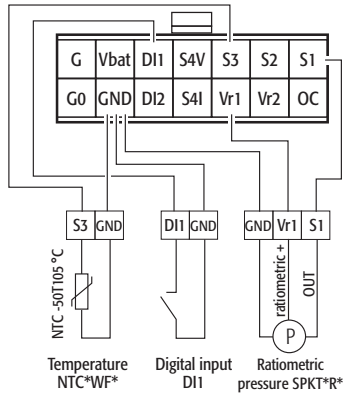 G Vbat DI1 S4V S3 S2 S1
G0 GND DI2 S4I Vr1 Vr2 OC
S3 GND DI1 GND GND Vr1 S1
NTC -50T105 °C
ratiometric +
OUT
P
Temperature
NTC*WF*
Digital input
DI1
Ratiometric
pressure SPKT*R*